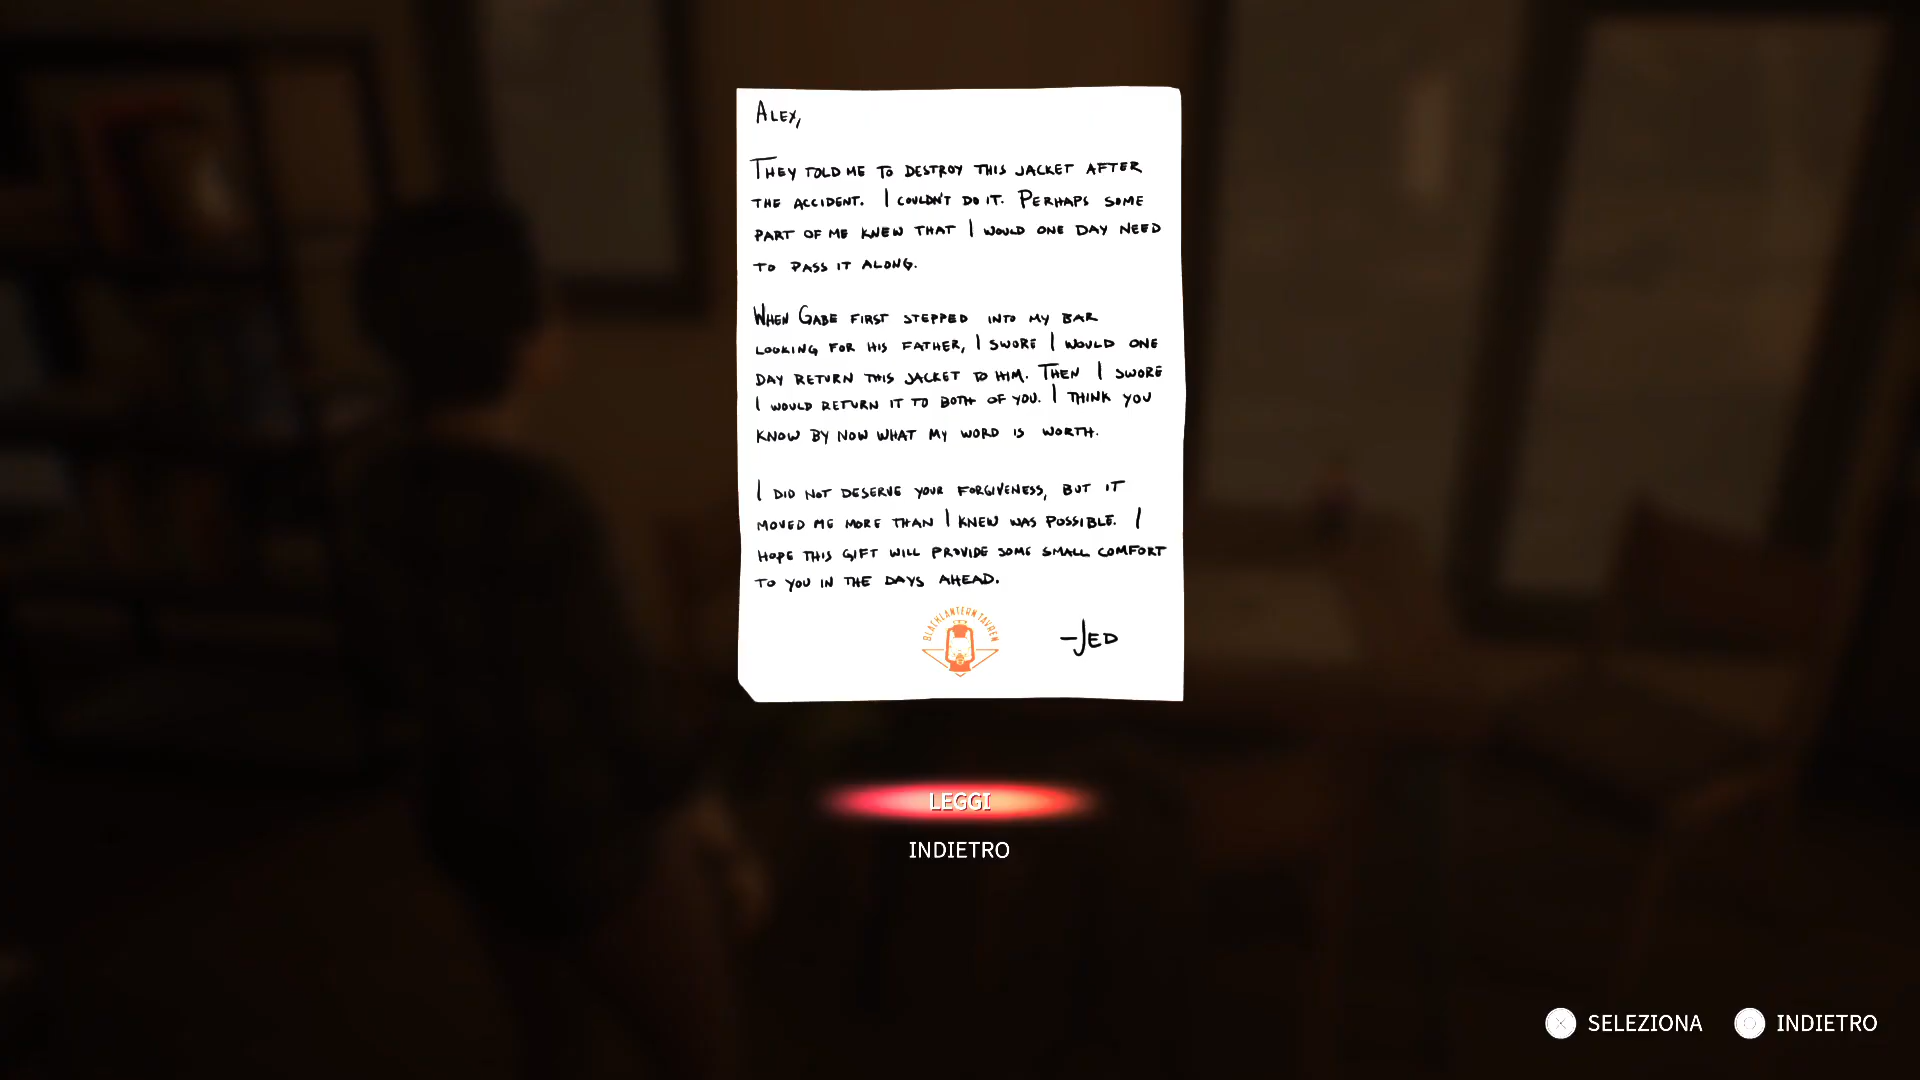 ALEX,
THEY TOLD ME TO DESTROY THIS JACKET AFTER
THE ACCIDENT. I COULDN'T DO IT. PERHAPS SOME
PART OF ME KNEW THAT I WOULD ONE DAY NEED
TO PASS IT ALONG.
WHEN GABE FIRST STEPPED INTO MY BAR
LOOKING FOR HIS FATHER, I SWORE I WOULD ONE
DAY RETURN THIS JACKET TO HIM. THEN I SWORE
I WOULD RETURN IT TO BOTH OF YOU. I THINK YOU
KNOW BY NOW WHAT MY WORD IS WORTH.
I DID NOT DESERVE YOUR FORGIVENESS, BUT IT
MOVED ME MORE THAN I KNEW WAS POSSIBLE. I
HOPE THIS GIFT WILL PROVIDE SOME SMALL COMFORT
TO YOU IN THE DAYS AHEAD.
BLACK LANTERN TAVREN
-JED
LEGGI
INDIETRO
SELEZIONA INDIETRO